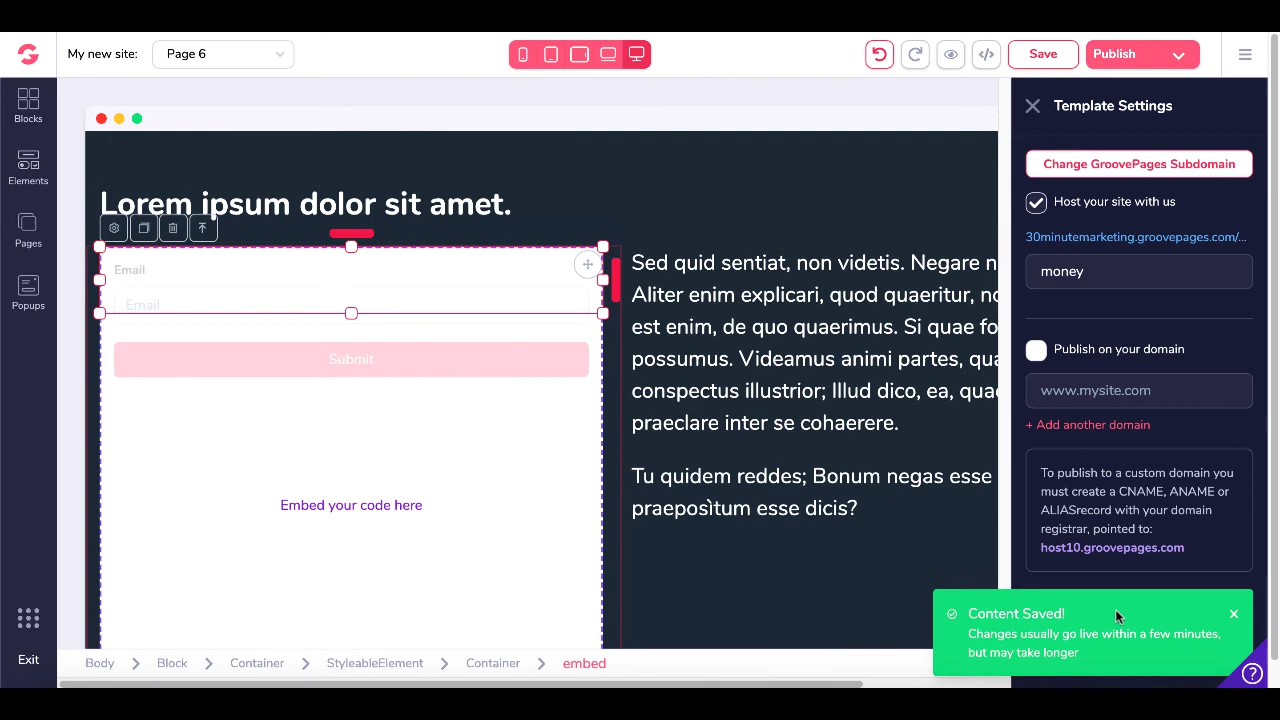 My new site:
Page 6
Save
Publish
Blocks
Elements
Pages
Popups
Exit
Lorem ipsum dolor sit amet.
Email
Email
Submit
Embed your code here
Sed quid sentiat, non videtis. Negare n
Aliter enim explicari, quod quaeritur, no
est enim, de quo quaerimus. Si quae fo
possumus. Videamus animi partes, qua
conspectus illustrior; Illud dico, ea, quae
praeclare inter se cohaerere.
Tu quidem reddes; Bonum negas esse
praeposìtum esse dicis?
Body
Block
Container
StyleableElement
Container
embed
Template Settings
Change GroovePages Subdomain
Host your site with us
30minutemarketing.groovepages.com/...
money
Publish on your domain
www.mysite.com
+ Add another domain
To publish to a custom domain you
must create a CNAME, ANAME or
ALIASrecord with your domain
registrar, pointed to:
host10.groovepages.com
Content Saved!
Changes usually go live within a few minutes,
but may take longer